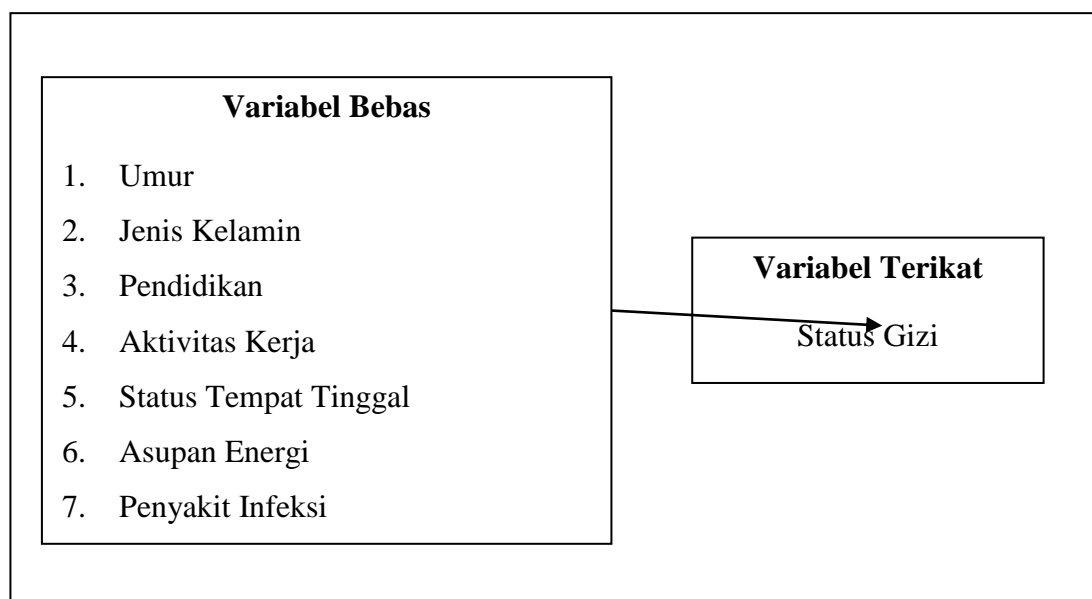 Variabel Bebas
1. Umur
2. Jenis Kelamin
3. Pendidikan
4. Aktivitas Kerja
5. Status Tempat Tinggal
6. Asupan Energi
7. Penyakit Infeksi
Variabel Terikat
Status Gizi